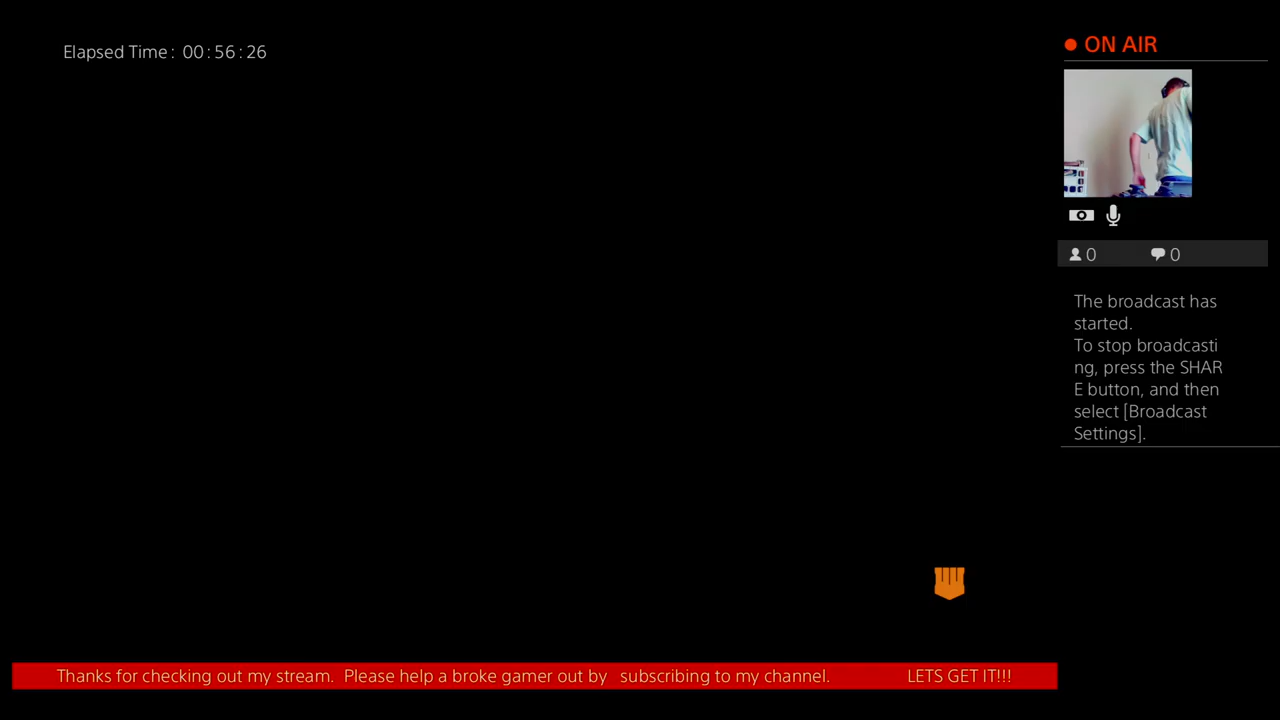 Elapsed Time: 00:56:26
ON AIR
0 0
The broadcast has
started.
To stop broadcasti
ng, press the SHAR
E button, and then
select [Broadcast
Settings].
Thanks for checking out my stream. Please help a broke gamer out by subscribing to my channel. LETS GET IT!!!